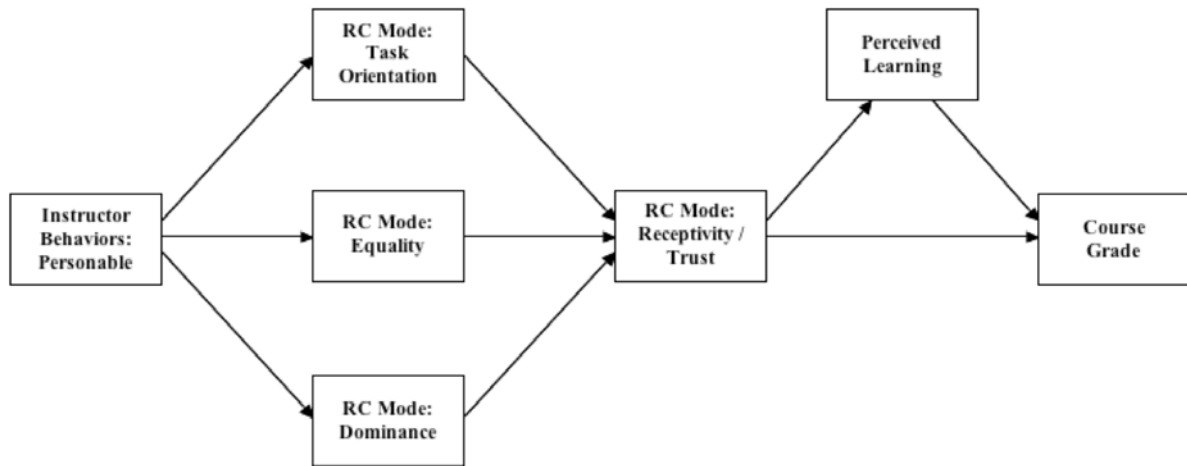 RC Mode:
Task
Orientation
Perceived
Learning
Instructor
Behaviors:
Personable
RC Mode:
Equality
RC Mode:
Receptivity /
Trust
Course
Grade
RC Mode:
Dominance